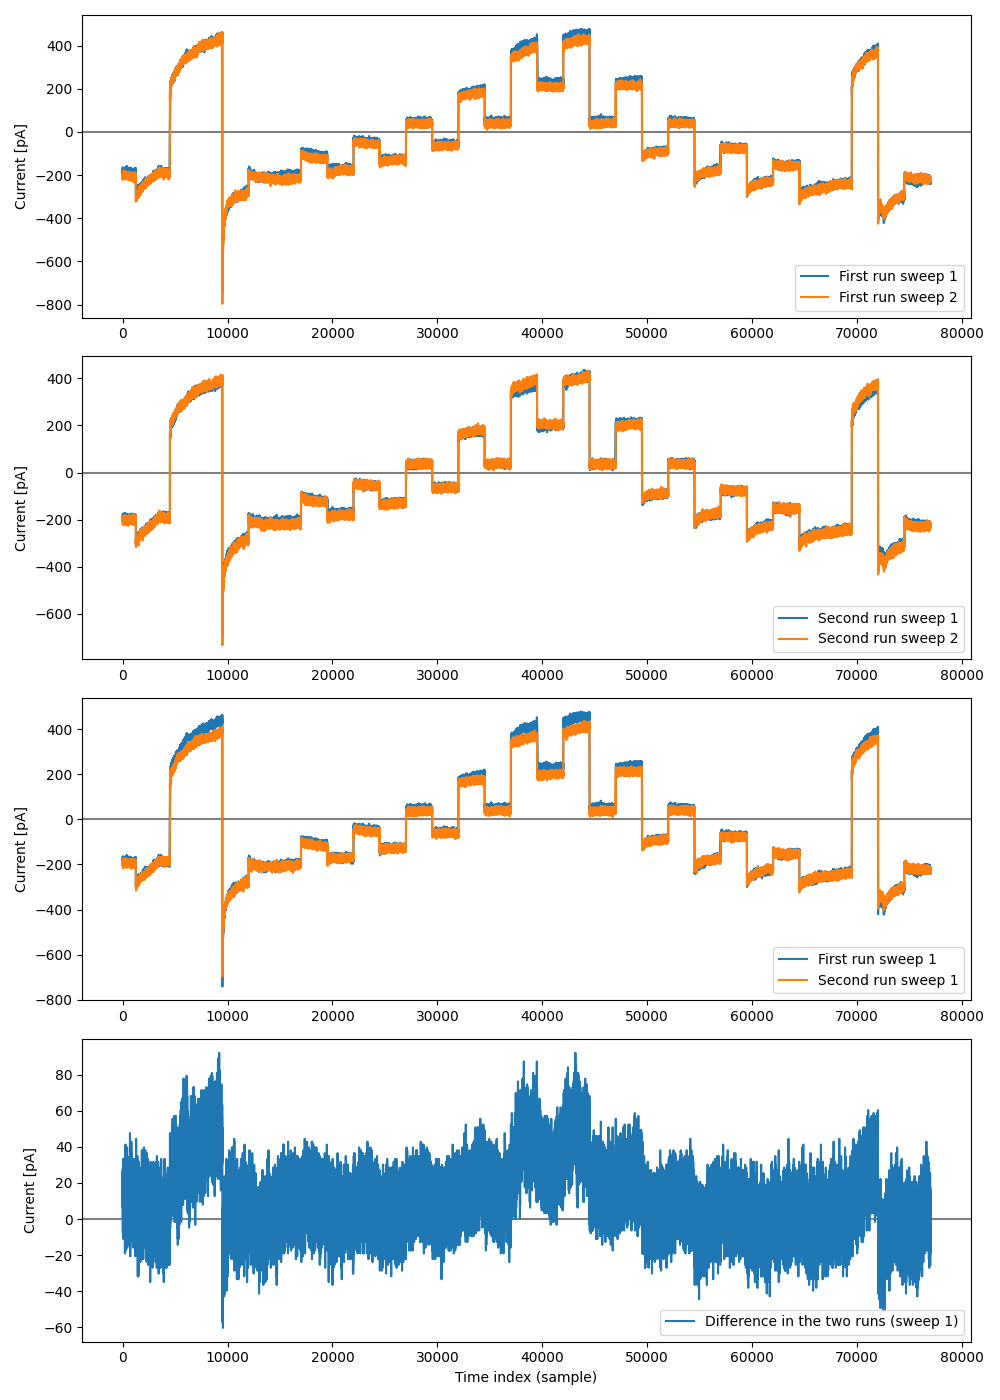 400
200
0
−200
−400
−600
−800
Current [pA]
First run sweep 1
First run sweep 2
0 10000 20000 30000 40000 50000 60000 70000 80000
400
200
0
−200
−400
−600
Current [pA]
Second run sweep 1
Second run sweep 2
0 10000 20000 30000 40000 50000 60000 70000 80000
400
200
0
−200
−400
−600
−800
Current [pA]
First run sweep 1
Second run sweep 1
0 10000 20000 30000 40000 50000 60000 70000 80000
80
60
40
20
0
−20
−40
−60
Current [pA]
Difference in the two runs (sweep 1)
0 10000 20000 30000 40000 50000 60000 70000 80000
Time index (sample)